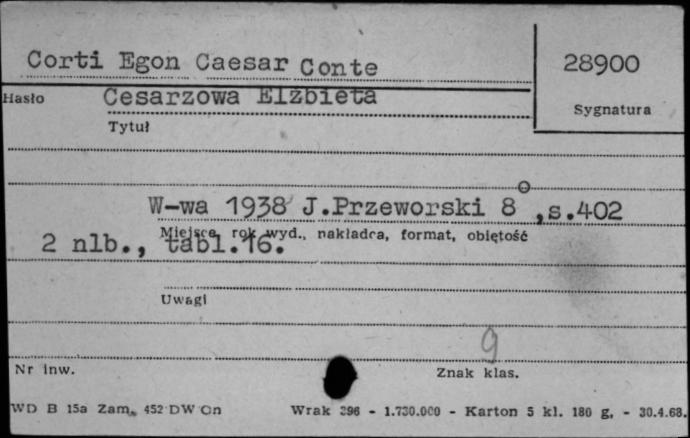 Corti Egon Caesar Conte
28900
Hasło
Cesarzowa Elżbieta
Sygnatura
Tytuł
W-wa 1938 J.Przeworski 8°,s.402
Miejsce, rok wyd., nakładca, format, objętość
2 nlb., tabl.16.
Uwagi
9
Nr inw.
Znak klas.
WD B 15a Zam. 452 DW Cn
Wrak 396 - 1.730.000 - Karton 5 kl. 180 g. - 30.4.68.